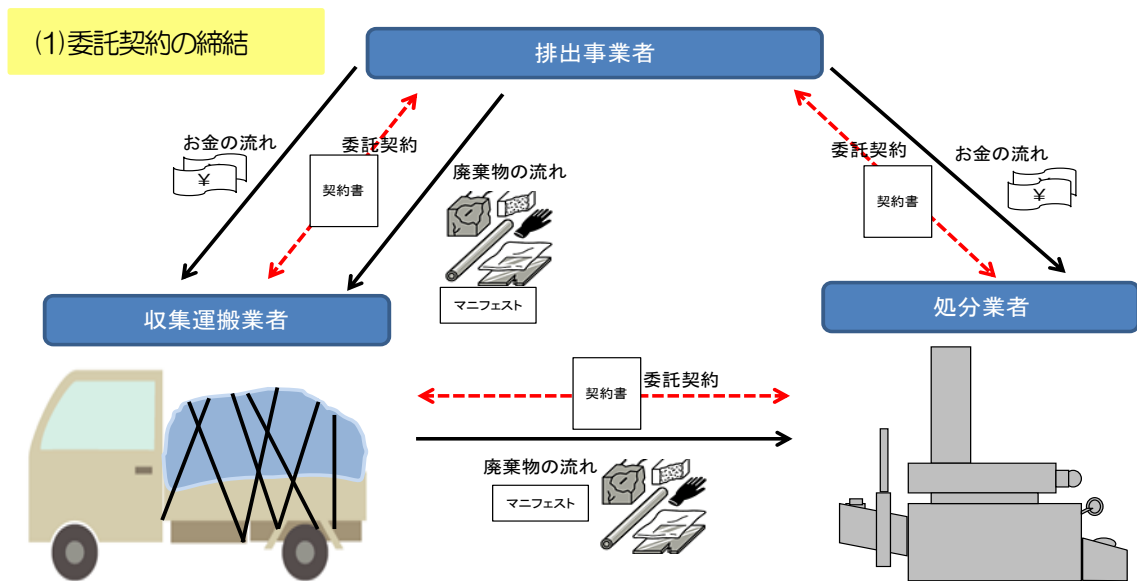 (1)委託契約の締結
排出事業者
お金の流れ
¥
委託契約
契約書
廃棄物の流れ
マニフェスト
委託契約
契約書
お金の流れ
¥
収集運搬業者
処分業者
契約書
委託契約
廃棄物の流れ
マニフェスト